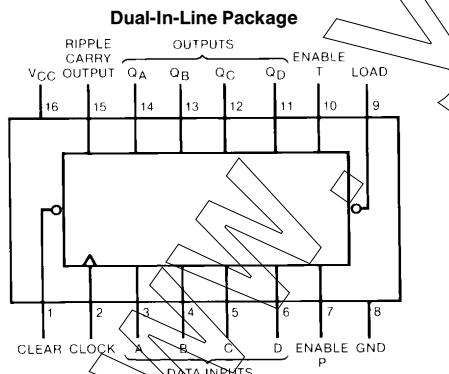 Dual-In-Line Package
RIPPLE CARRY OUTPUT
OUTPUTS
ENABLE T
VCC
QA QB QC QD
LOAD
16 15 14 13 12 11 10 9
1 2 3 4 5 6 7 8
CLEAR CLOCK A B C D ENABLE P GND
DATA INPUTS